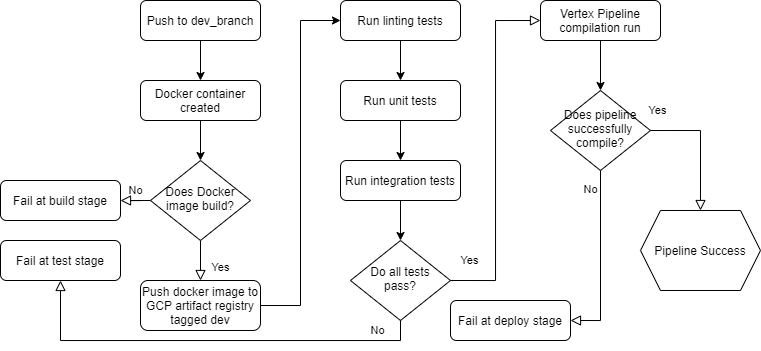 Push to dev_branch
Docker container
created
Does Docker
image build?
No
Fail at build stage
Yes
Push docker image to
GCP artifact registry
tagged dev
Run linting tests
Run unit tests
Run integration tests
Do all tests
pass?
No
Fail at test stage
Yes
Vertex Pipeline
compilation run
Does pipeline
successfully
compile?
No
Fail at deploy stage
Yes
Pipeline Success